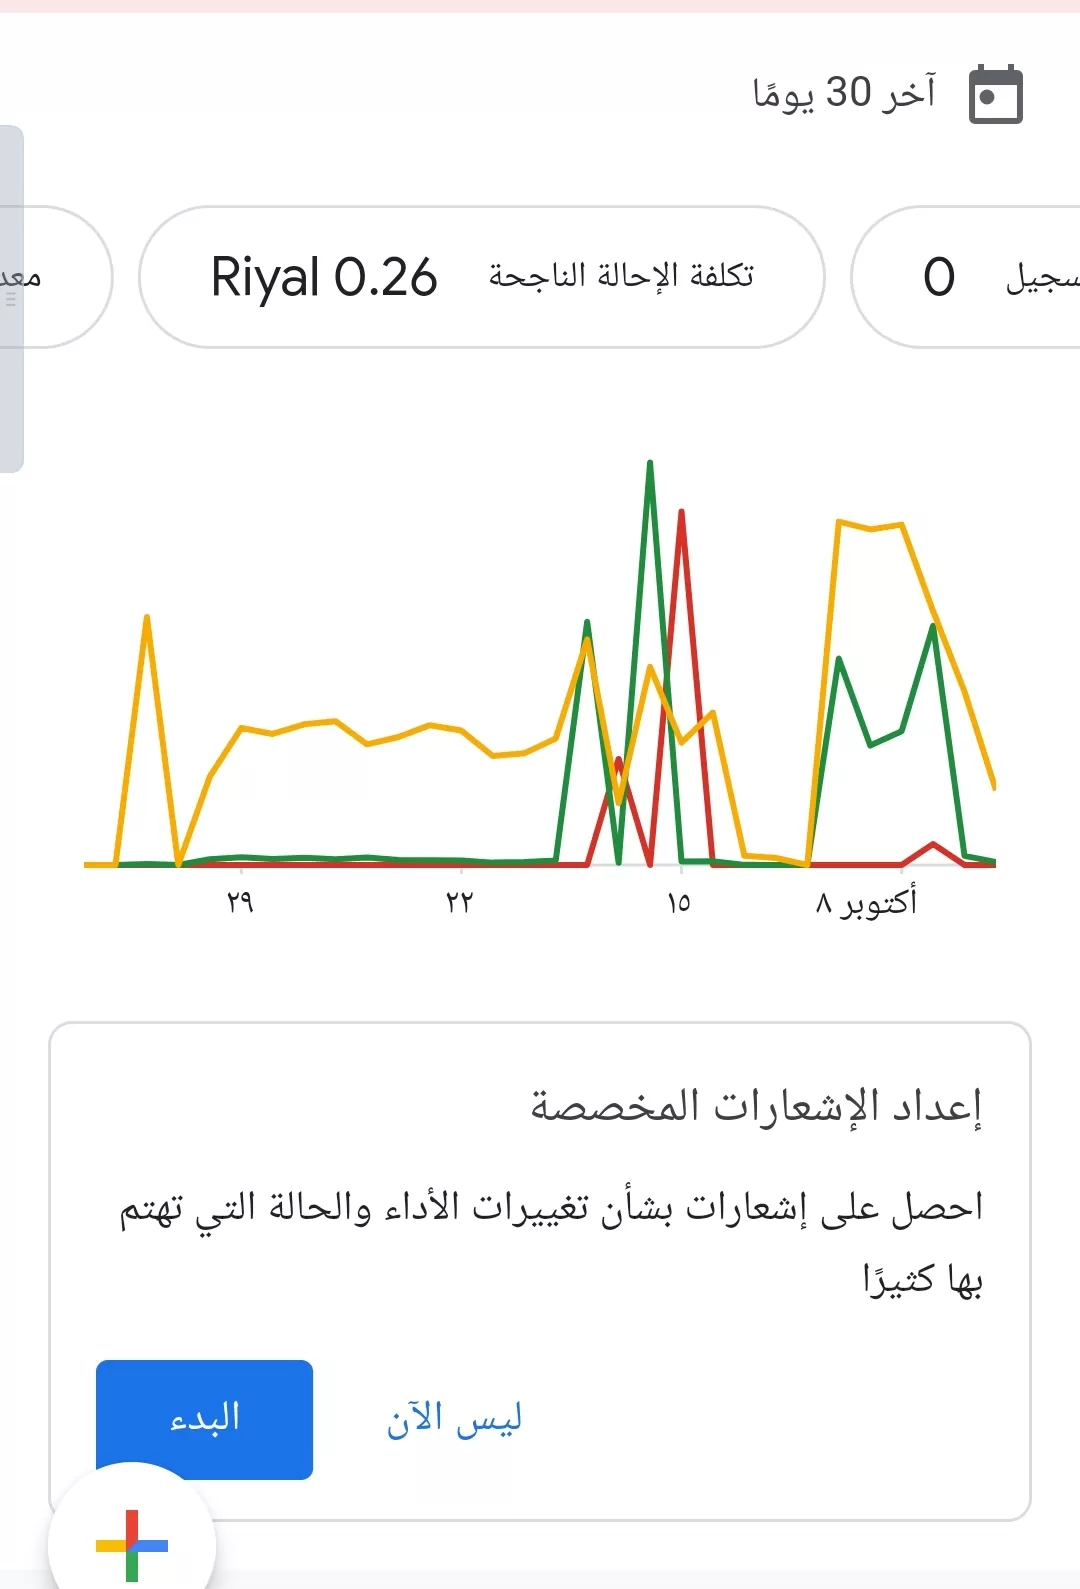 آخر 30 يومًا
سجيل 0
تكلفة الإحالة الناجحة Riyal 0.26
معد
أكتوبر ٨
١٥
٢٢
٢٩
إعداد الإشعارات المخصصة
احصل على إشعارات بشأن تغييرات الأداء والحالة التي تهتم
بها كثيرًا
ليس الآن
البدء